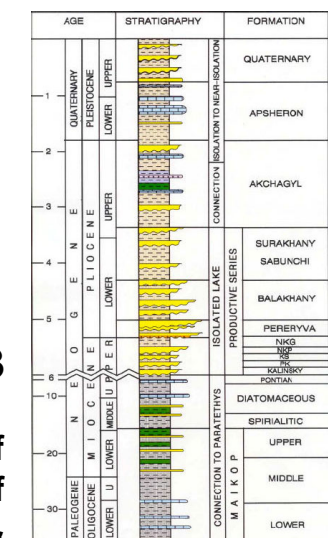 AGE STRATIGRAPHY FORMATION
QUATERNARY
PLEISTOCENE
UPPER
LOWER
ISOLATION TO NEAR-ISOLATION
QUATERNARY
1
APSHERON
2
NEOGENE
PLIOCENE
UPPER
CONNECTION
AKCHAGYL
3
LOWER
ISOLATED LAKE
PRODUCTIVE SERIES
SURAKHANY
SABUNCHI
4
BALAKHANY
5
PERERYVA
MIOCENE
UPPER
NKG
NKP
KS
PK
KALINSKY
6
PONTIAN
10
MIDDLE
CONNECTION TO PARATETHYS
DIATOMACEOUS
SPIRIALITIC
LOWER
MAIKOP
UPPER
20
PALEOGENE
OLIGOCENE
U
MIDDLE
30
LOWER
LOWER
3
f
f